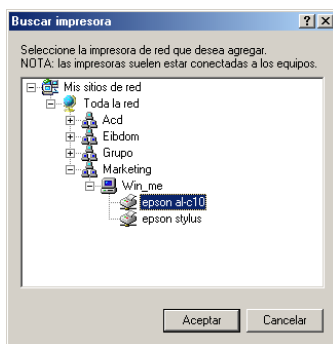 Buscar impresora
Seleccione la impresora de red que desea agregar.
NOTA: las impresoras suelen estar conectadas a los equipos.
Mis sitios de red
Toda la red
Acd
Eibdom
Grupo
Marketing
Win_me
epson al-c10
epson stylus
Aceptar
Cancelar